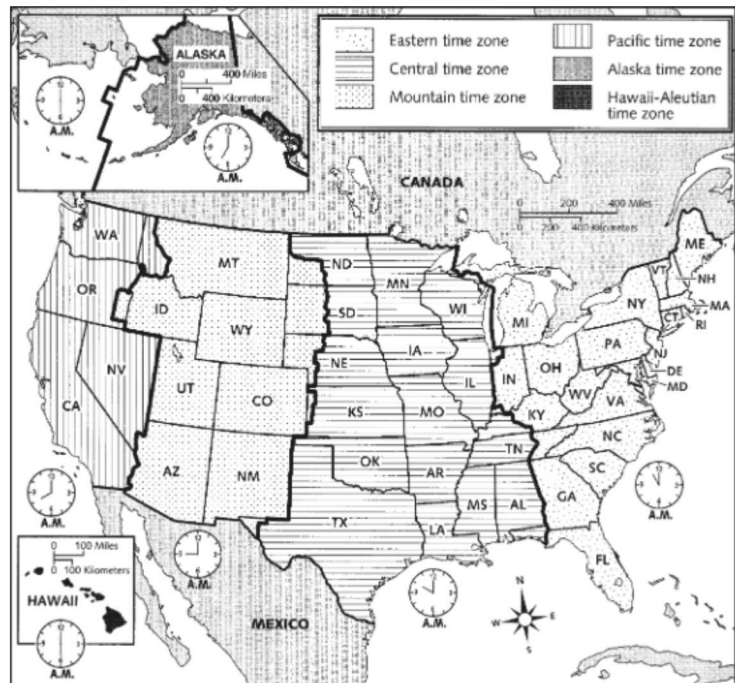 Eastern time zone
Central time zone
Mountain time zone
Pacific time zone
Alaska time zone
Hawaii-Aleutian
time zone
ALASKA
0 400 Miles
0 400 Kilometers
A.M.
A.M.
CANADA
0 200 400 Miles
0 200 400 Kilometers
WA
MT
ND
MN
ME
OR
ID
SD
WI
VT
NH
WY
MI
NY
MA
CT
RI
NV
NE
IA
PA
NJ
UT
CO
IL
IN
OH
DE
MD
CA
KS
MO
WV
VA
KY
AZ
NM
OK
AR
TN
NC
SC
TX
LA
MS
AL
GA
FL
A.M.
A.M.
A.M.
A.M.
0 100 Miles
0 100 Kilometers
HAWAII
A.M.
MEXICO
N
W E
S